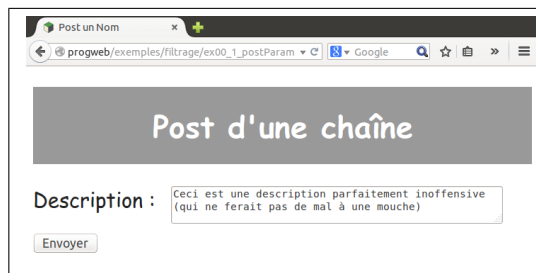 Post un Nom
progweb/exemples/filtrage/ex00_1_postParam
Google
Post d'une chaîne
Description :
Ceci est une description parfaitement inoffensive
(qui ne ferait pas de mal à une mouche)
Envoyer